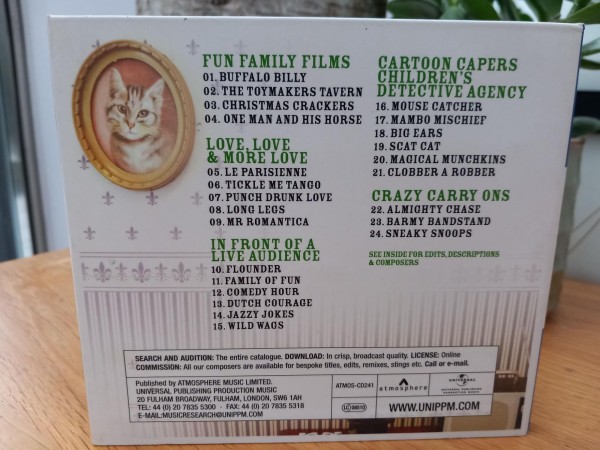 FUN FAMILY FILMS
01. BUFFALO BILLY
02. THE TOYMAKERS TAVERN
03. CHRISTMAS CRACKERS
04. ONE MAN AND HIS HORSE
LOVE, LOVE
& MORE LOVE
05. LE PARISIENNE
06. TICKLE ME TANGO
07. PUNCH DRUNK LOVE
08. LONG LEGS
09. MR ROMANTICA
IN FRONT OF A
LIVE AUDIENCE
10. FLOUNDER
11. FAMILY OF FUN
12. COMEDY HOUR
13. DUTCH COURAGE
14. JAZZY JOKES
15. WILD WAGS
CARTOON CAPERS
CHILDREN'S
DETECTIVE AGENCY
16. MOUSE CATCHER
17. MAMBO MISCHIEF
18. BIG EARS
19. SCAT CAT
20. MAGICAL MUNCHKINS
21. CLOBBER A ROBBER
CRAZY CARRY ONS
22. ALMIGHTY CHASE
23. BARMY BANDSTAND
24. SNEAKY SNOOPS
SEE INSIDE FOR EDITS, DESCRIPTIONS
& COMPOSERS
SEARCH AND AUDITION: The entire catalogue. DOWNLOAD: In crisp, broadcast quality. LICENSE: Online
COMMISSION: All our composers are available for bespoke titles, edits, remixes, stings etc. Call or e-mail.
Published by ATMOSPHERE MUSIC LIMITED.
UNIVERSAL PUBLISHING PRODUCTION MUSIC
20 FULHAM BROADWAY, FULHAM, LONDON, SW6 1AH
TEL: 44 (0) 20 7835 5300 · FAX: 44 (0) 20 7835 5318
E-MAIL:MUSICRESEARCH@UNIPPM.COM
ATMOS-CD241
atmosphere
UNIVERSAL
UNIVERSAL PUBLISHING
PRODUCTION MUSIC
WWW.UNIPPM.COM